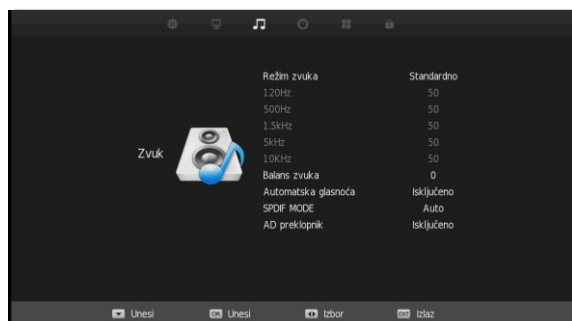 Režim zvuka Standardno
120Hz 50
500Hz 50
1.5kHz 50
5kHz 50
10KHz 50
Zvuk
Balans zvuka 0
Automatska glasnoća Isključeno
SPDIF MODE Auto
AD preklopnik Isključeno
Unesi OK Unesi Izbor EXIT Izlaz